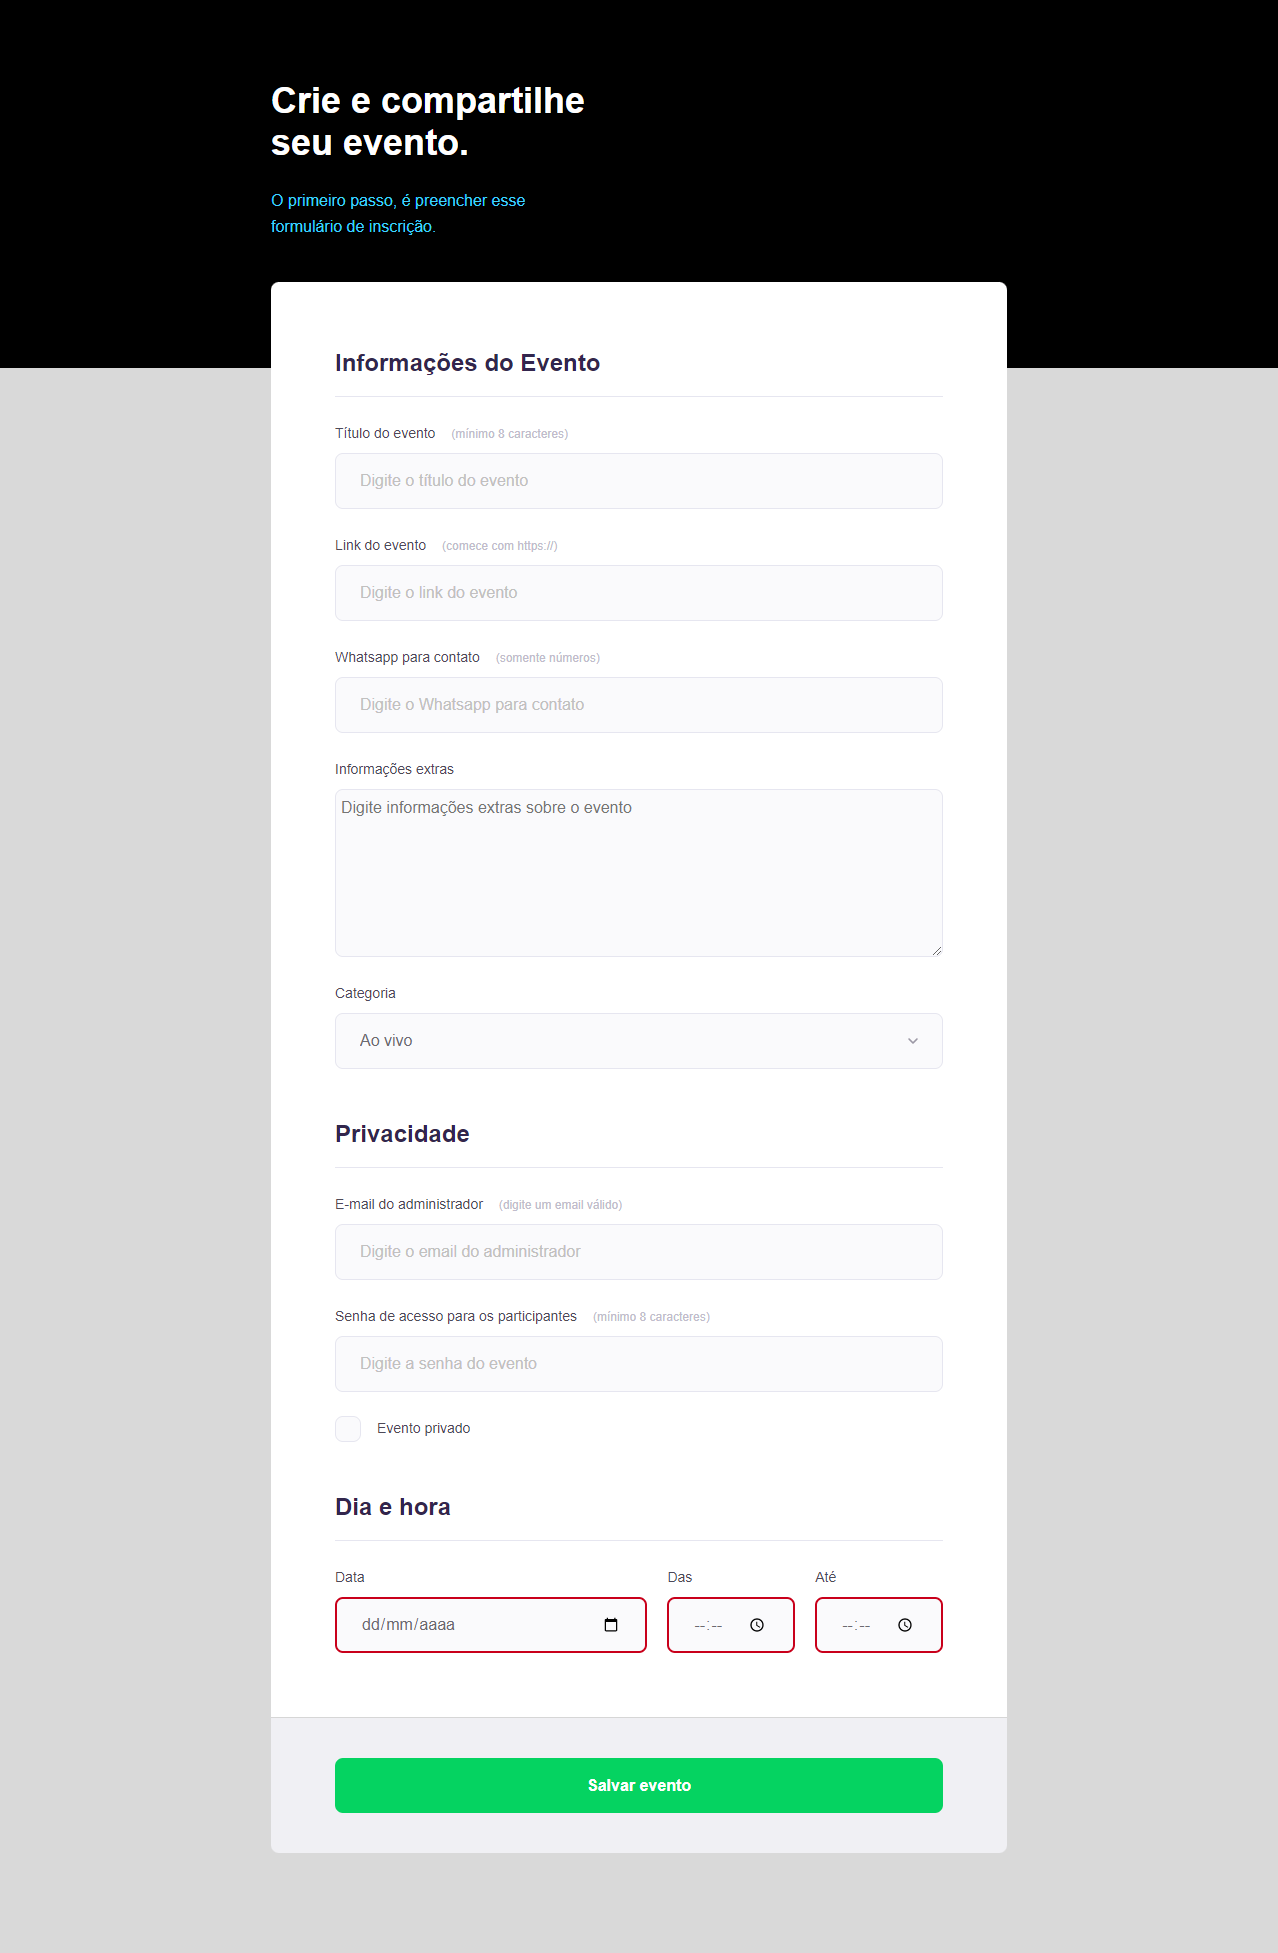 Crie e compartilhe
seu evento.
O primeiro passo, é preencher esse
formulário de inscrição.
Informações do Evento
Título do evento (mínimo 8 caracteres)
Digite o título do evento
Link do evento (comece com https://)
Digite o link do evento
Whatsapp para contato (somente números)
Digite o Whatsapp para contato
Informações extras
Digite informações extras sobre o evento
Categoria
Ao vivo
Privacidade
E-mail do administrador (digite um email válido)
Digite o email do administrador
Senha de acesso para os participantes (mínimo 8 caracteres)
Digite a senha do evento
Evento privado
Dia e hora
Data Das Até
dd/mm/aaaa --:-- --:--
Salvar evento